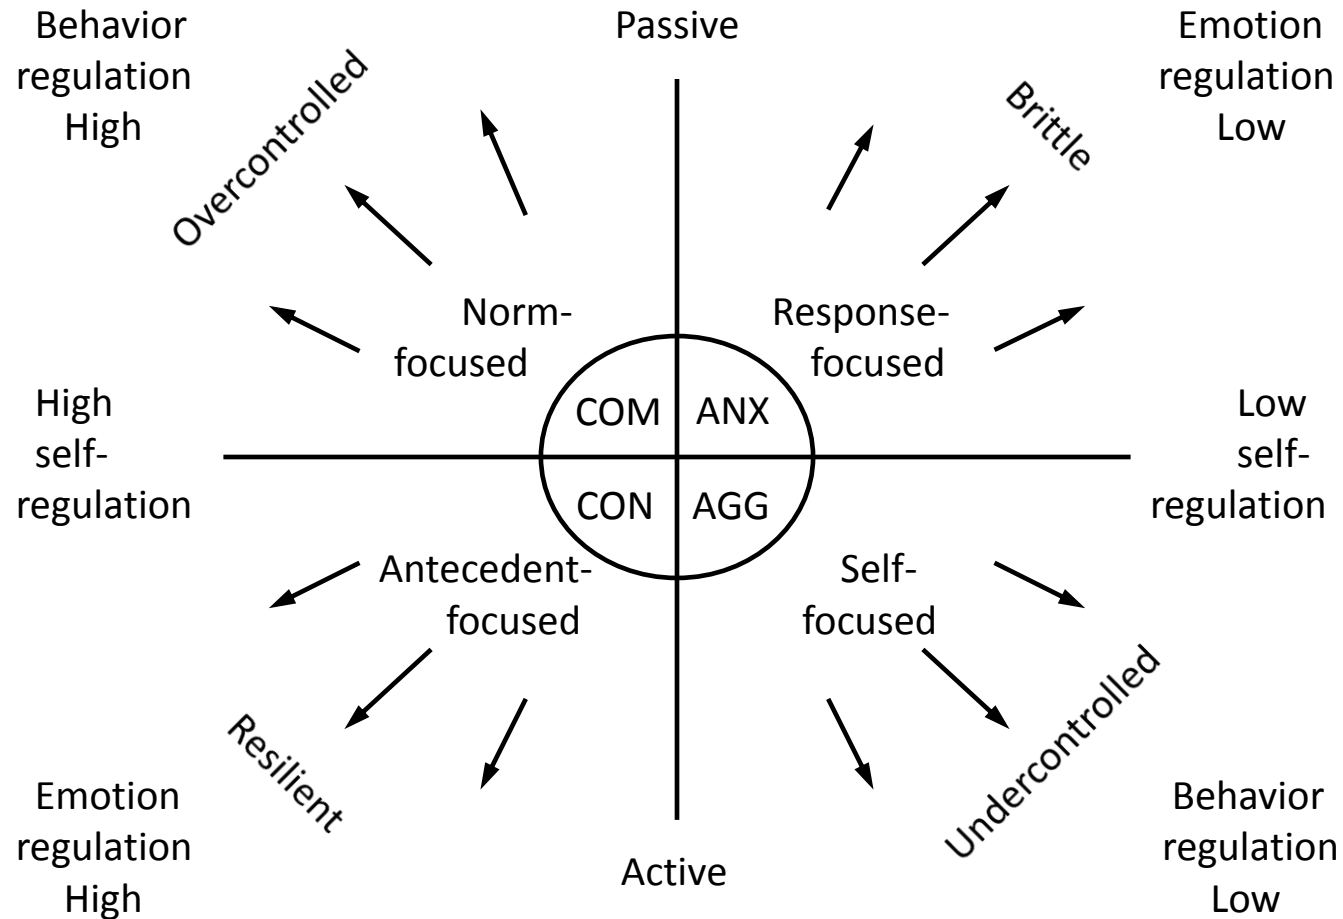 Behavior
regulation
High
Passive
Emotion
regulation
Low
Overcontrolled
Brittle
Norm-
focused
Response-
focused
High
self-
regulation
COM
ANX
Low
self-
regulation
CON
AGG
Antecedent-
focused
Self-
focused
Resilient
Undercontrolled
Emotion
regulation
High
Active
Behavior
regulation
Low